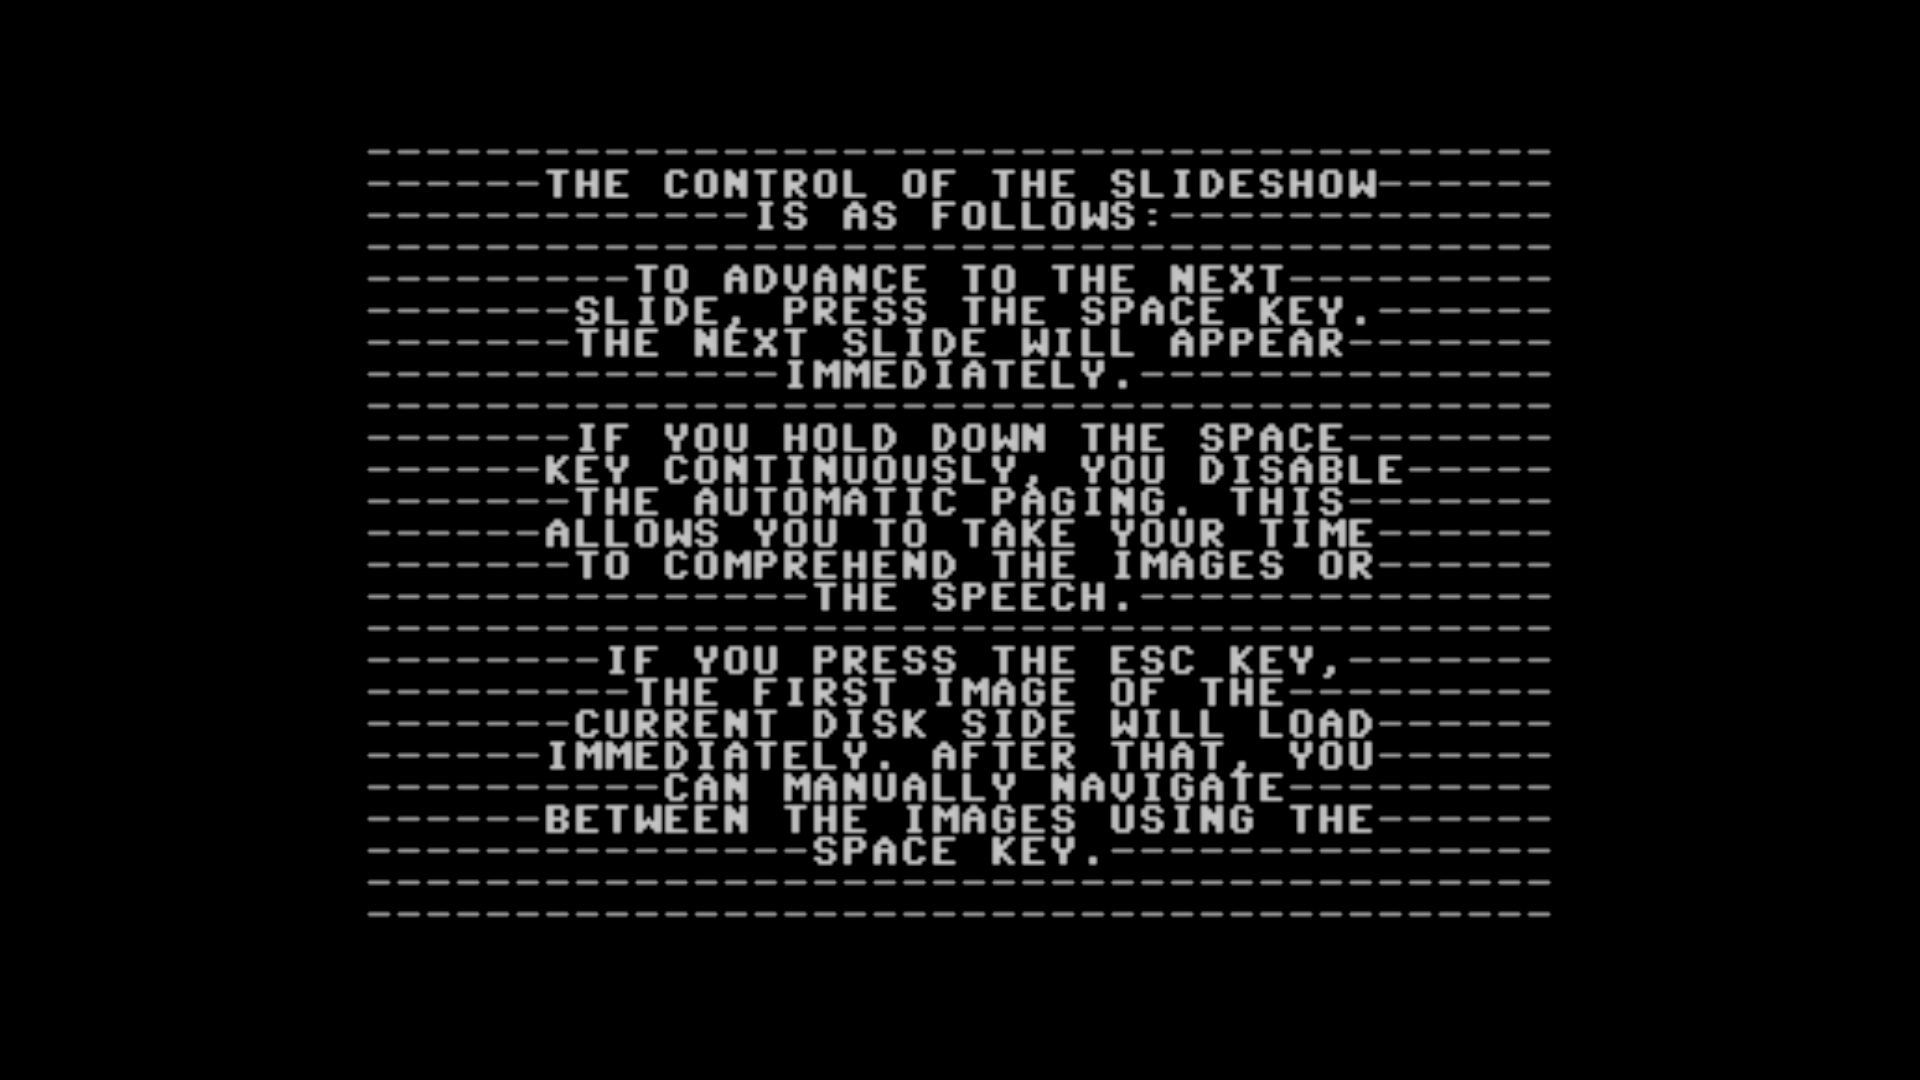 ----------------------------------------
------THE CONTROL OF THE SLIDESHOW------
-------------IS AS FOLLOWS:-------------
----------------------------------------
---------TO ADVANCE TO THE NEXT---------
-------SLIDE, PRESS THE SPACE KEY.------
-------THE NEXT SLIDE WILL APPEAR-------
--------------IMMEDIATELY.--------------
----------------------------------------
-------IF YOU HOLD DOWN THE SPACE-------
------KEY CONTINUOUSLY, YOU DISABLE-----
-------THE AUTOMATIC PAGING. THIS-------
------ALLOWS YOU TO TAKE YOUR TIME------
-------TO COMPREHEND THE IMAGES OR------
---------------THE SPEECH.--------------
----------------------------------------
--------IF YOU PRESS THE ESC KEY,-------
---------THE FIRST IMAGE OF THE---------
-------CURRENT DISK SIDE WILL LOAD------
------IMMEDIATELY. AFTER THAT, YOU------
----------CAN MANUALLY NAVIGATE---------
------BETWEEN THE IMAGES USING THE------
---------------SPACE KEY.---------------
----------------------------------------
----------------------------------------